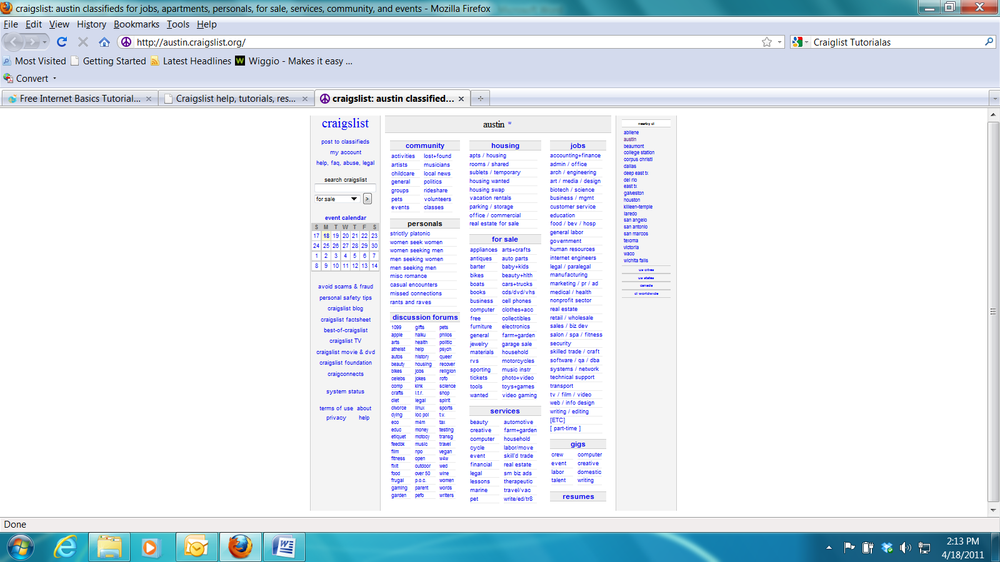 craigslist: austin classifieds for jobs, apartments, personals, for sale, services, community, and events - Mozilla Firefox
File Edit View History Bookmarks Tools Help
http://austin.craigslist.org/
Craiglist Tutorialas
Most Visited Getting Started Latest Headlines Wiggio - Makes it easy ...
Convert
Free Internet Basics Tutorial... Craigslist help, tutorials, res... craigslist: austin classified...
craigslist
post to classifieds
my account
help, faq, abuse, legal
search craigslist
for sale >
event calendar
S M T W T F S
17 18 19 20 21 22 23
24 25 26 27 28 29 30
1 2 3 4 5 6 7
8 9 10 11 12 13 14
avoid scams & fraud
personal safety tips
craigslist blog
craigslist factsheet
best-of-craigslist
craigslist TV
craigslist movie & dvd
craigslist foundation
craigconnects
system status
terms of use about
privacy help
austin w
community
activities lost+found
artists musicians
childcare local news
general politics
groups rideshare
pets volunteers
events classes
personals
strictly platonic
women seek women
women seeking men
men seeking women
men seeking men
misc romance
casual encounters
missed connections
rants and raves
discussion forums
1099 gifts pets
apple haiku philos
arts health politic
atheist help psych
autos history queer
beauty housing recover
bikes jobs religion
celebs jokes rofo
comp kink science
crafts l.t.r. shop
diet legal spirit
divorce linux sports
dying loc pol t.v.
eco m4m tax
educ money testing
etiquet motocy transg
feedbk music travel
film npo vegan
fitness open w4w
fixit outdoor wed
food over 50 wine
frugal p.o.c. women
gaming parent words
garden pefo writers
housing
apts / housing
rooms / shared
sublets / temporary
housing wanted
housing swap
vacation rentals
parking / storage
office / commercial
real estate for sale
for sale
appliances arts+crafts
antiques auto parts
barter baby+kids
bikes beauty+hlth
boats cars+trucks
books cds/dvd/vhs
business cell phones
computer clothes+acc
free collectibles
furniture electronics
general farm+garden
jewelry garage sale
materials household
rvs motorcycles
sporting music instr
tickets photo+video
tools toys+games
wanted video gaming
services
beauty automotive
creative farm+garden
computer household
cycle labor/move
event skill'd trade
financial real estate
legal sm biz ads
lessons therapeutic
marine travel/vac
pet write/ed/tr8
jobs
accounting+finance
admin / office
arch / engineering
art / media / design
biotech / science
business / mgmt
customer service
education
food / bev / hosp
general labor
government
human resources
internet engineers
legal / paralegal
manufacturing
marketing / pr / ad
medical / health
nonprofit sector
real estate
retail / wholesale
sales / biz dev
salon / spa / fitness
security
skilled trade / craft
software / qa / dba
systems / network
technical support
transport
tv / film / video
web / info design
writing / editing
[ETC]
[ part-time ]
gigs
crew computer
event creative
labor domestic
talent writing
resumes
nearby cl
abilene
austin
beaumont
college station
corpus christi
dallas
deep east tx
del rio
east tx
galveston
houston
killeen-temple
laredo
san angelo
san antonio
san marcos
texoma
victoria
waco
wichita falls
us cities
us states
canada
cl worldwide
Done
2:13 PM
4/18/2011